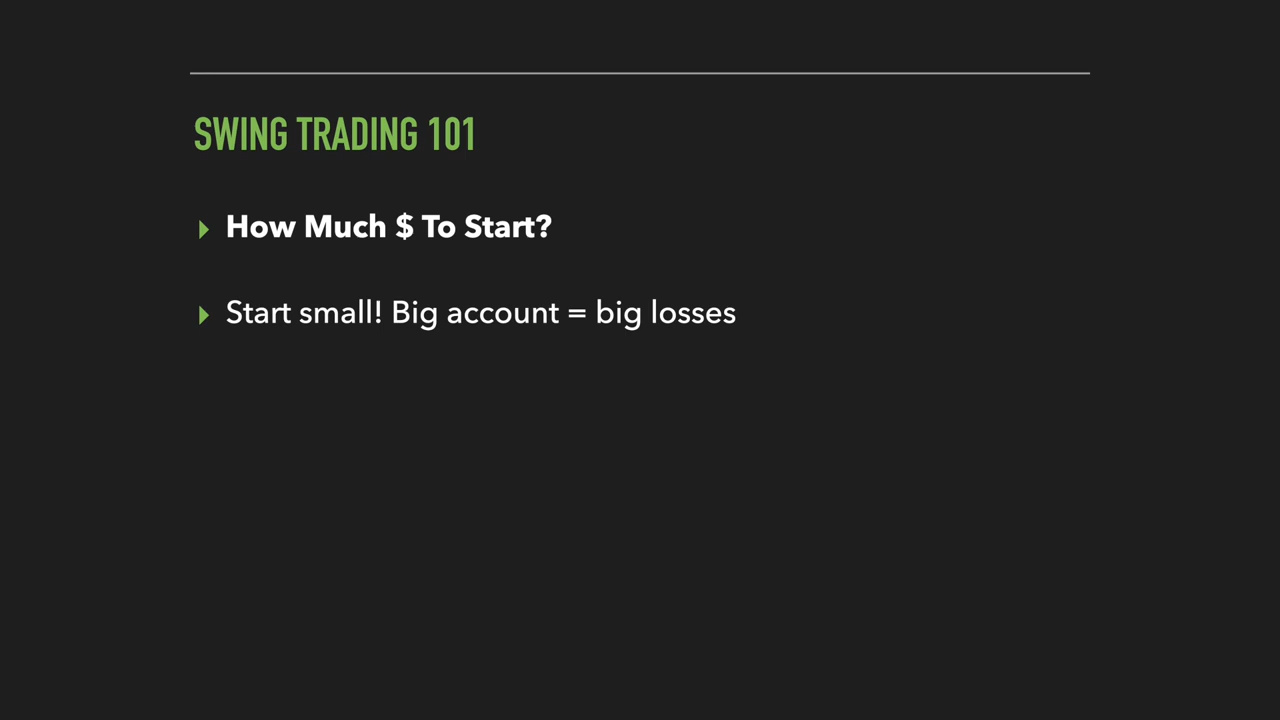 SWING TRADING 101
How Much $ To Start?
Start small! Big account = big losses